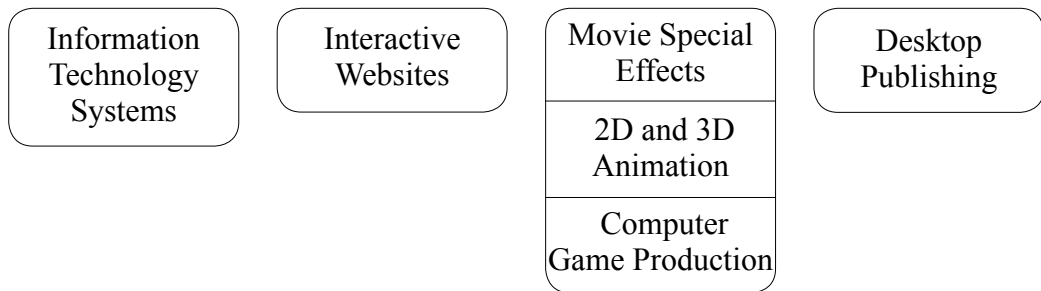 Information
Technology
Systems
Interactive
Websites
Movie Special
Effects
2D and 3D
Animation
Computer
Game Production
Desktop
Publishing